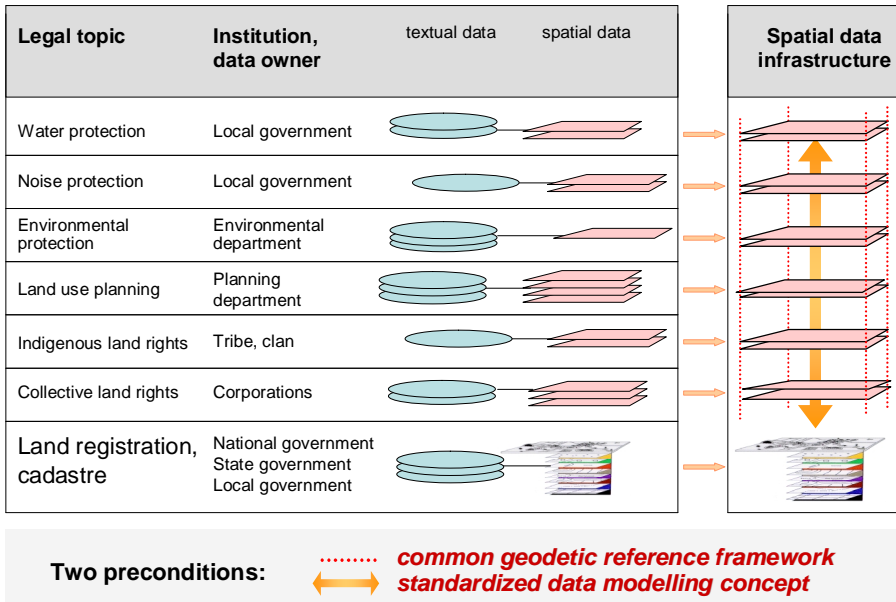 Legal topic
Institution,
data owner
textual data
spatial data
Spatial data
infrastructure
Water protection
Local government
Noise protection
Local government
Environmental
protection
Environmental
department
Land use planning
Planning
department
Indigenous land rights
Tribe, clan
Collective land rights
Corporations
Land registration,
cadastre
National government
State government
Local government
Two preconditions:
common geodetic reference framework
standardized data modelling concept